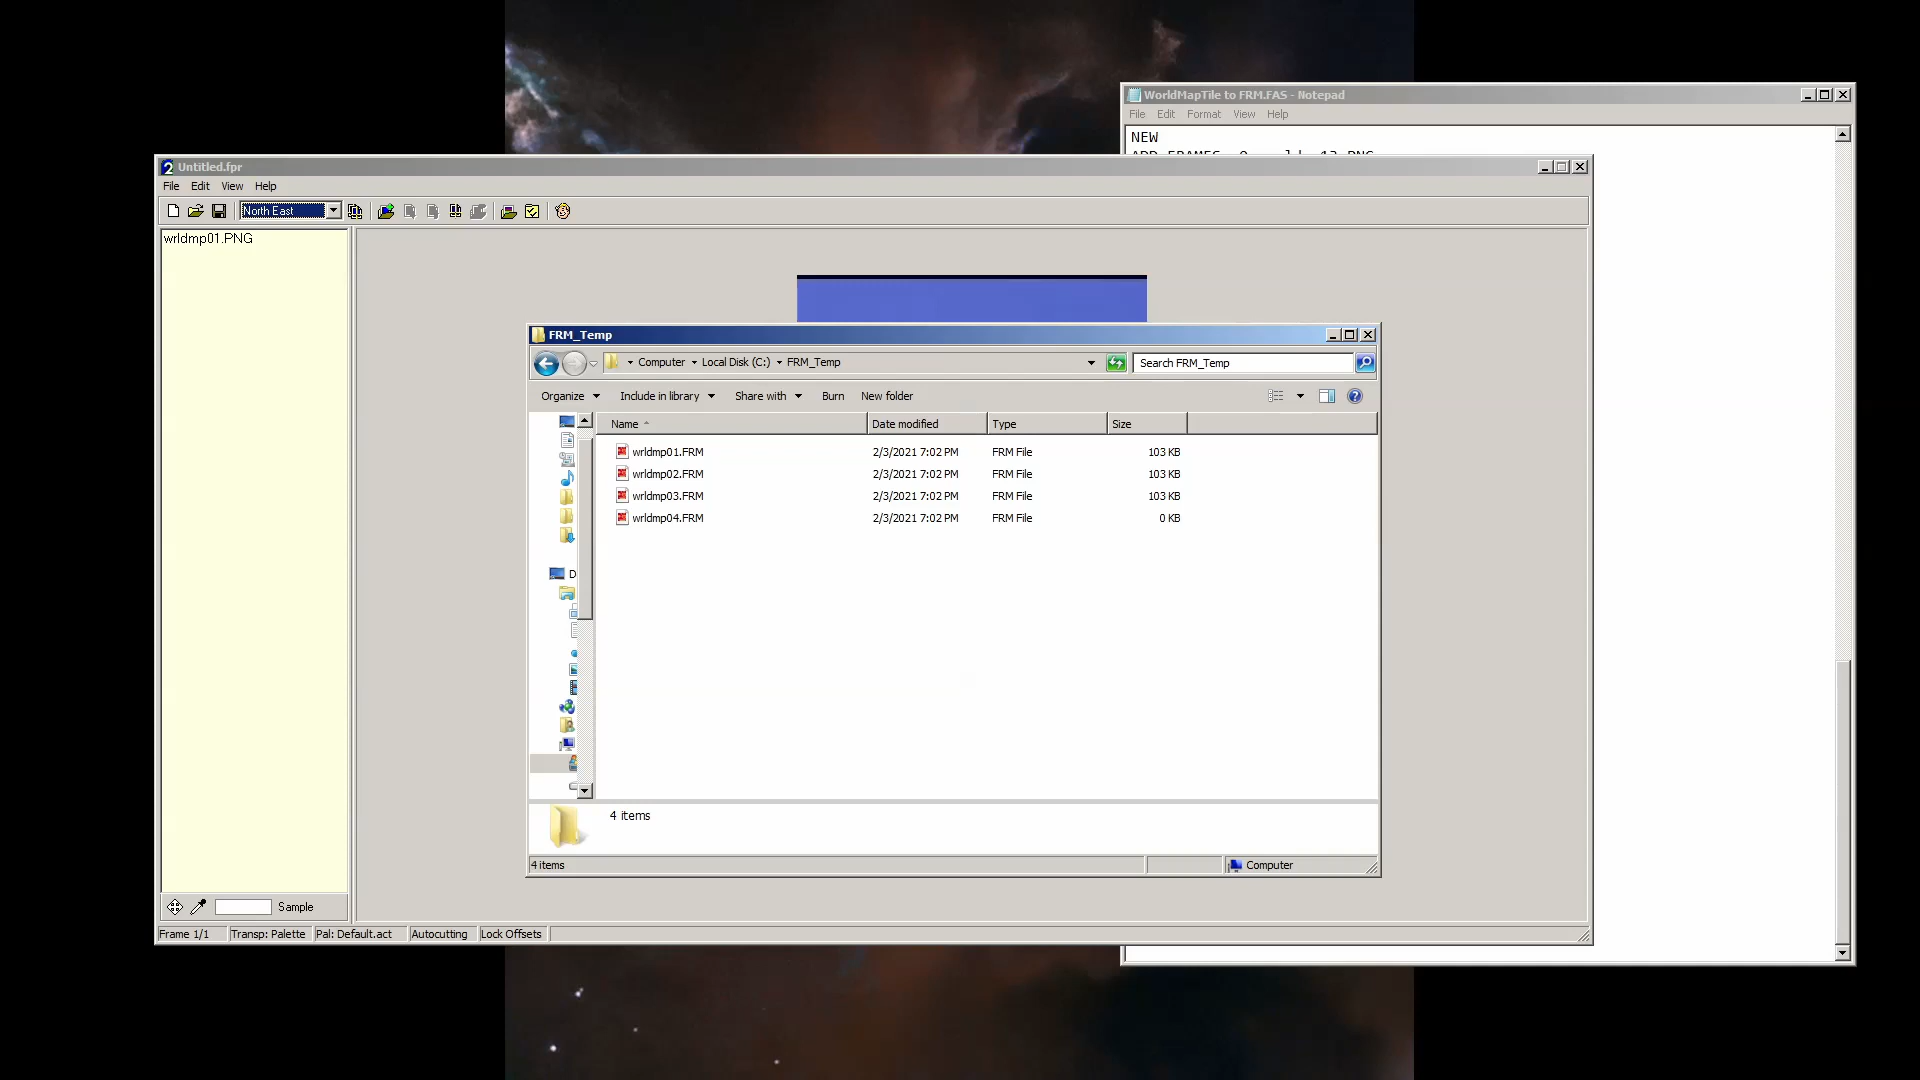 WorldMapTile to FRM.FAS - Notepad
File Edit Format View Help
NEW
Untitled.fpr
File Edit View Help
North East
wrldmp01.PNG
FRM_Temp
Computer Local Disk (C:) FRM_Temp
Search FRM_Temp
Organize Include in library Share with Burn New folder
Name Date modified Type Size
wrldmp01.FRM 2/3/2021 7:02 PM FRM File 103 KB
wrldmp02.FRM 2/3/2021 7:02 PM FRM File 103 KB
wrldmp03.FRM 2/3/2021 7:02 PM FRM File 103 KB
wrldmp04.FRM 2/3/2021 7:02 PM FRM File 0 KB
D
4 items
4 items Computer
Sample
Frame 1/1 Transp: Palette Pal: Default.act Autocutting Lock Offsets